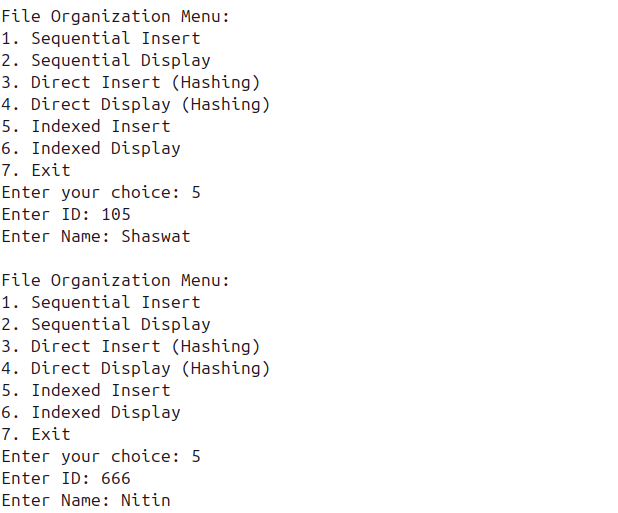 File Organization Menu:
1. Sequential Insert
2. Sequential Display
3. Direct Insert (Hashing)
4. Direct Display (Hashing)
5. Indexed Insert
6. Indexed Display
7. Exit
Enter your choice: 5
Enter ID: 105
Enter Name: Shaswat

File Organization Menu:
1. Sequential Insert
2. Sequential Display
3. Direct Insert (Hashing)
4. Direct Display (Hashing)
5. Indexed Insert
6. Indexed Display
7. Exit
Enter your choice: 5
Enter ID: 666
Enter Name: Nitin